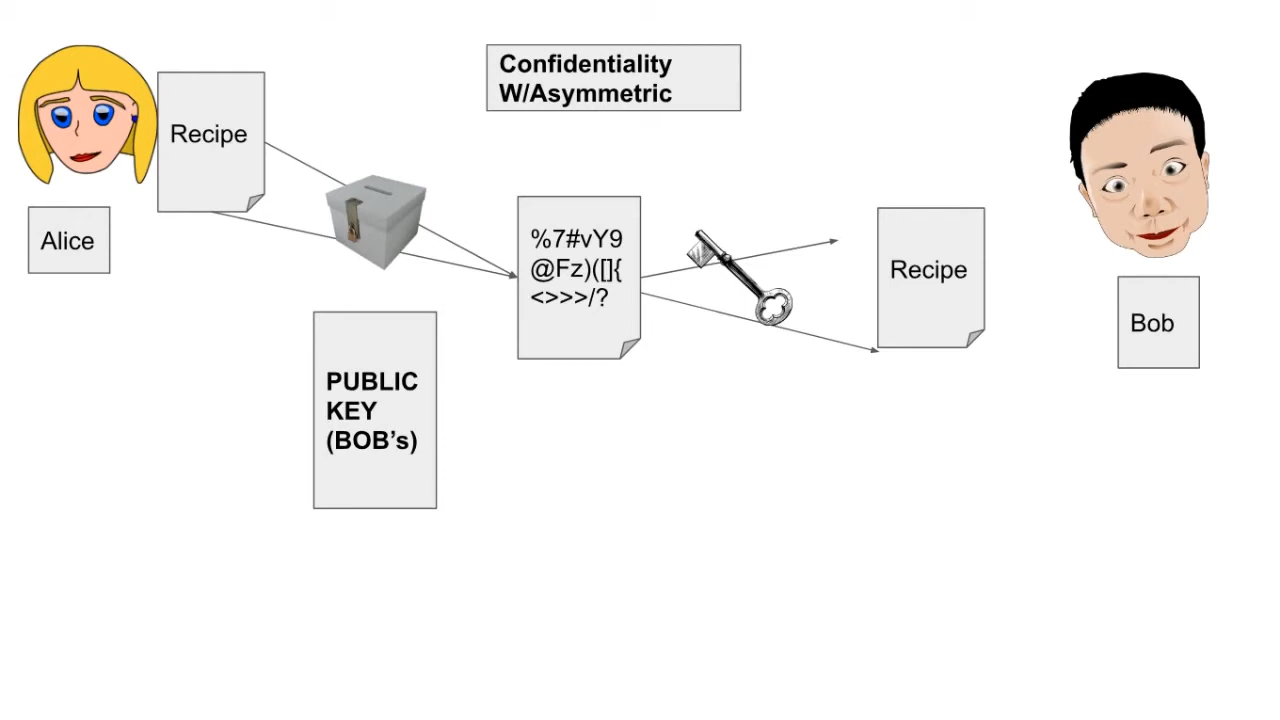 Confidentiality
W/Asymmetric
Recipe
Alice
%7#vY9
@Fz)([]{
<>>>/?
Recipe
Bob
PUBLIC
KEY
(BOB’s)